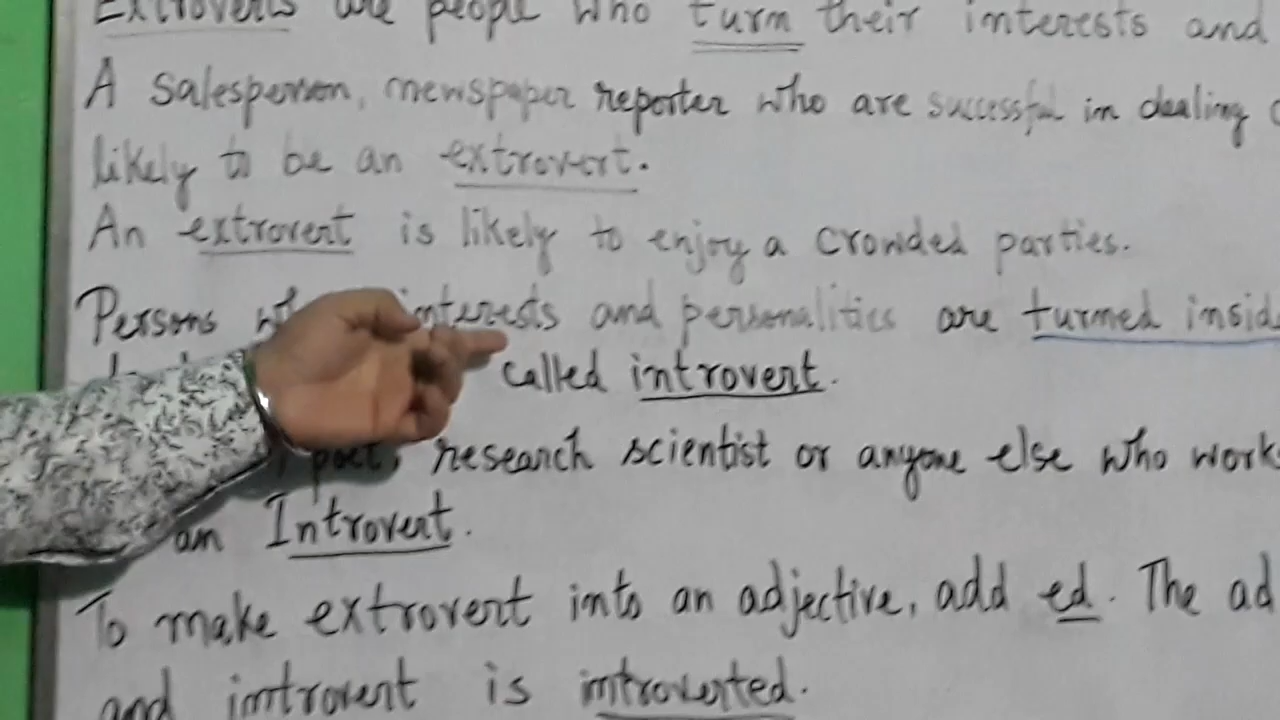 Extroverts are people who turn their interests and
A salesperson, newspaper reporter who are successful in dealing
likely to be an extrovert.
An extrovert is likely to enjoy a crowded parties.
Persons interests and personalities are turned insid
called introvert.
poet, research scientist or anyone else who work
an Introvert.
To make extrovert into an adjective, add ed. The ad
and introvert is introverted.